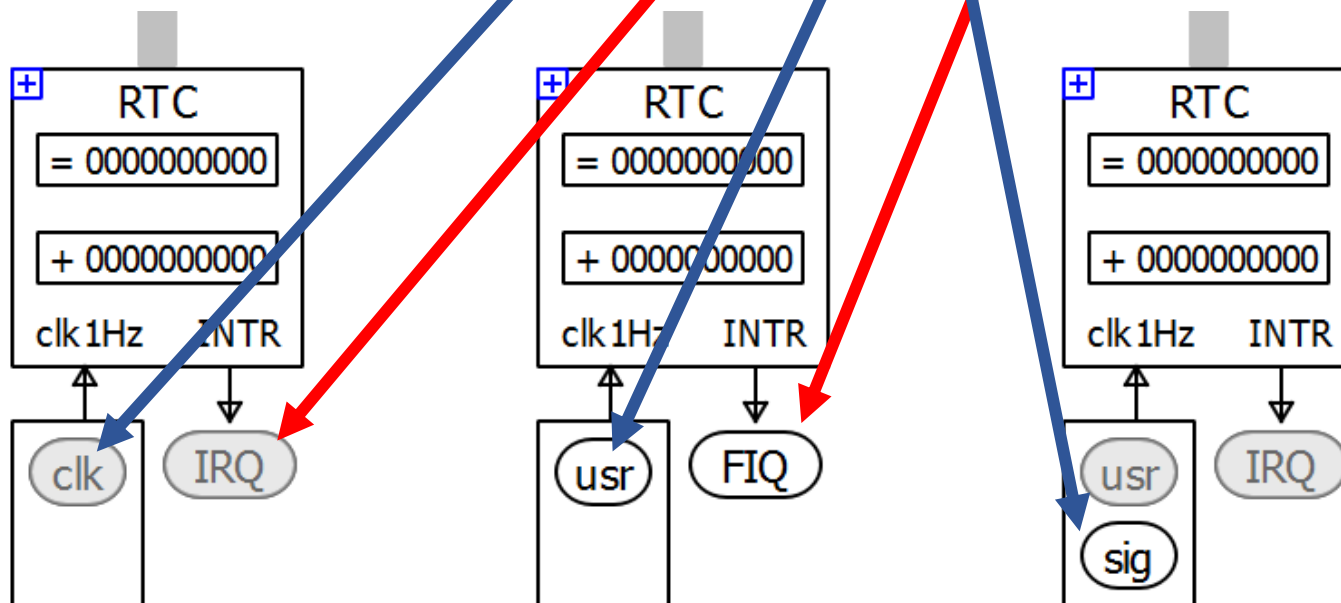 + + +
RTC RTC RTC
= 0000000000 = 0000000000 = 0000000000
+ 0000000000 + 0000000000 + 0000000000
clk1Hz INTR clk1Hz INTR clk1Hz INTR
clk IRQ usr FIQ usr IRQ
sig